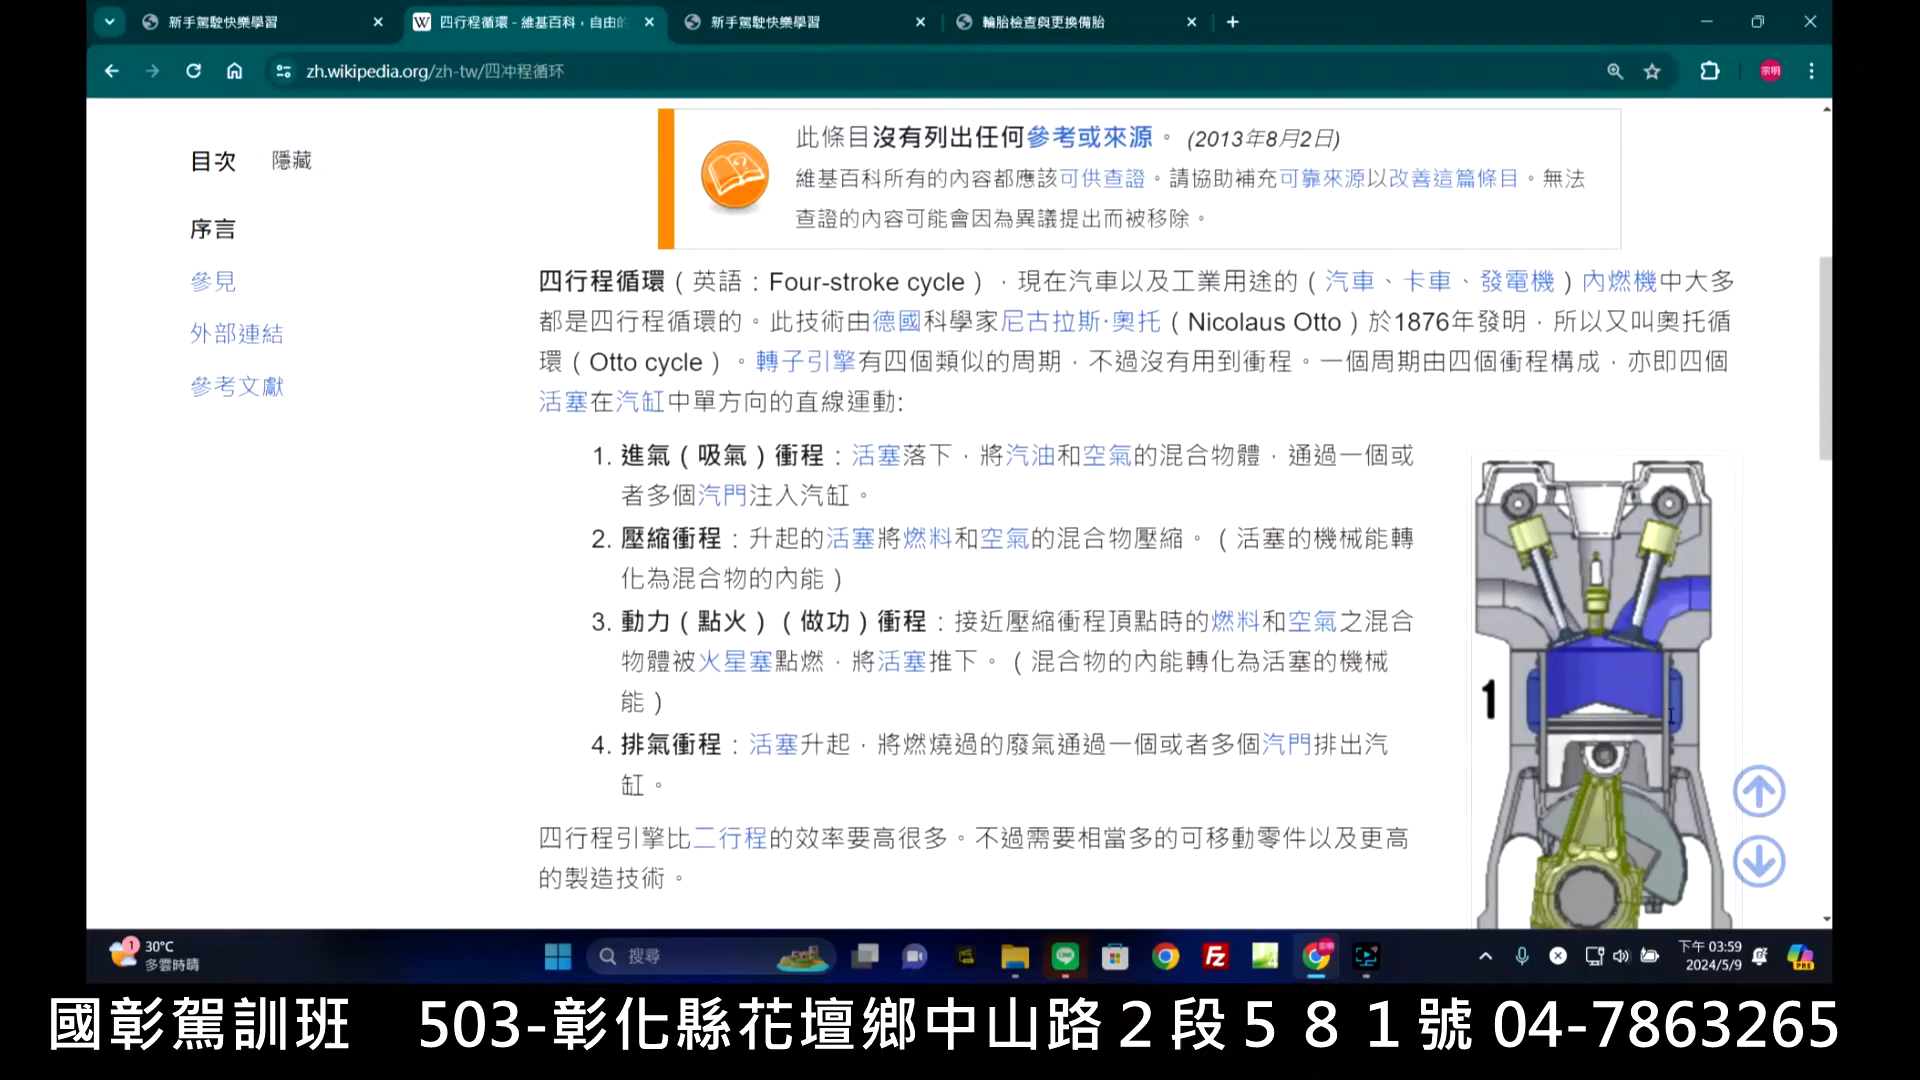 新手駕駛快樂學習
四行程循環 - 維基百科，自由的
新手駕駛快樂學習
輪胎檢查與更換備胎
zh.wikipedia.org/zh-tw/四冲程循环
宗明
目次 隱藏
序言
參見
外部連結
參考文獻
此條目沒有列出任何參考或來源。 (2013年8月2日)
維基百科所有的內容都應該可供查證。請協助補充可靠來源以改善這篇條目。無法
查證的內容可能會因為異議提出而被移除。
四行程循環（英語：Four-stroke cycle），現在汽車以及工業用途的（汽車、卡車、發電機）內燃機中大多
都是四行程循環的。此技術由德國科學家尼古拉斯·奧托（Nicolaus Otto）於1876年發明，所以又叫奧托循
環（Otto cycle）。轉子引擎有四個類似的周期，不過沒有用到衝程。一個周期由四個衝程構成，亦即四個
活塞在汽缸中單方向的直線運動:
1. 進氣（吸氣）衝程：活塞落下，將汽油和空氣的混合物體，通過一個或
者多個汽門注入汽缸。
2. 壓縮衝程：升起的活塞將燃料和空氣的混合物壓縮。（活塞的機械能轉
化為混合物的內能）
3. 動力（點火）（做功）衝程：接近壓縮衝程頂點時的燃料和空氣之混合
物體被火星塞點燃，將活塞推下。（混合物的內能轉化為活塞的機械
能）
4. 排氣衝程：活塞升起，將燃燒過的廢氣通過一個或者多個汽門排出汽
缸。
四行程引擎比二行程的效率要高很多。不過需要相當多的可移動零件以及更高
的製造技術。
1
1
30°C
多雲時晴
搜尋
下午 03:59
2024/5/9
國彰駕訓班 503-彰化縣花壇鄉中山路２段５８１號 04-7863265